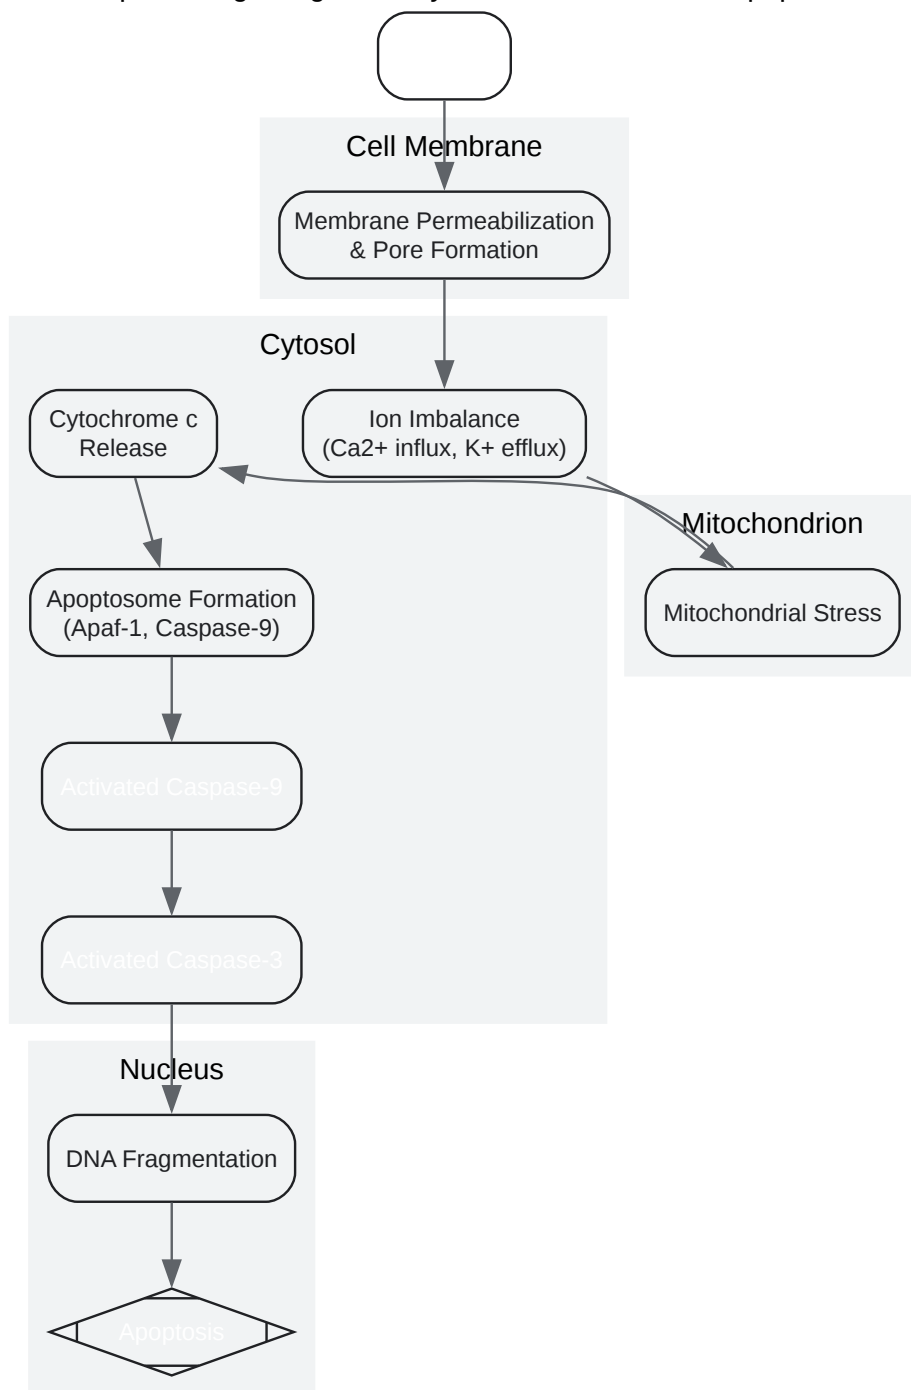 Cell Membrane
Membrane Permeabilization
& Pore Formation
Cytosol
Cytochrome c
Release
Ion Imbalance
(Ca2+ influx, K+ efflux)
Mitochondrion
Mitochondrial Stress
Apoptosome Formation
(Apaf-1, Caspase-9)
Activated Caspase-9
Activated Caspase-3
Nucleus
DNA Fragmentation
Apoptosis